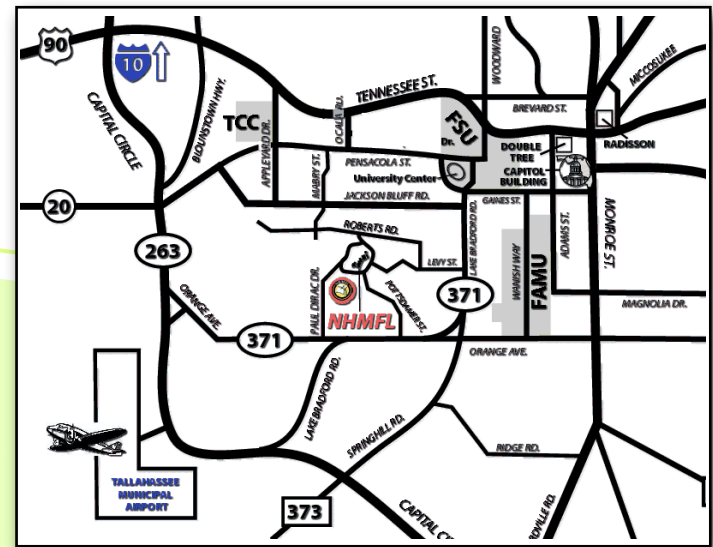 90
10
CAPITAL CIRCLE
BLOUNSTOWN HWY.
TCC
APPLEYARD DR.
OCALA RD.
TENNESSEE ST.
FSU
Dr.
WOODWARD
BREVARD ST.
MICCOSUKEE
RADISSON
DOUBLE
TREE
CAPITOL
BUILDING
PENSACOLA ST.
University Center
MABRY ST.
JACKSON BLUFF RD.
20
263
ROBERTS RD.
LEVY ST.
LAKE BRADFORD RD.
GAINES ST.
WANISH WAY
FAMU
ADAMS ST.
MONROE ST.
MAGNOLIA DR.
ORANGE AVE.
371
PAUL DIRAC DR.
NHMFL
POTTSDAMER ST.
371
ORANGE AVE.
LAKE BRADFORD RD.
SPRINGHILL RD.
RIDGE RD.
TALLAHASSEE
MUNICIPAL
AIRPORT
373
CAPITAL CI
DVILLE RD.